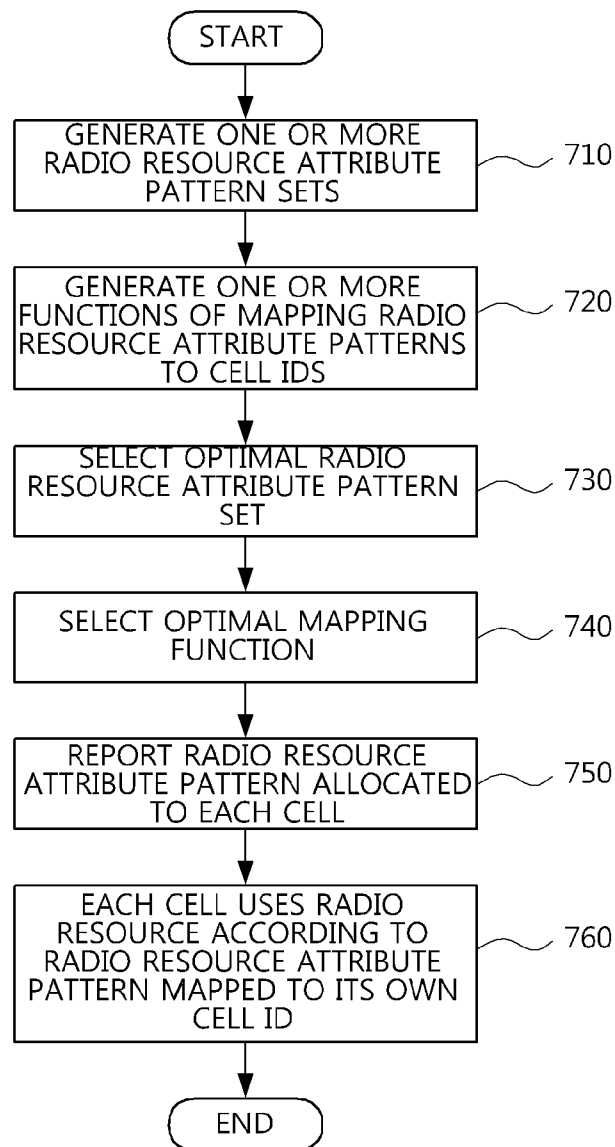 START
GENERATE ONE OR MORE
RADIO RESOURCE ATTRIBUTE
PATTERN SETS
710
GENERATE ONE OR MORE
FUNCTIONS OF MAPPING RADIO
RESOURCE ATTRIBUTE PATTERNS
TO CELL IDS
720
SELECT OPTIMAL RADIO
RESOURCE ATTRIBUTE PATTERN
SET
730
SELECT OPTIMAL MAPPING
FUNCTION
740
REPORT RADIO RESOURCE
ATTRIBUTE PATTERN ALLOCATED
TO EACH CELL
750
EACH CELL USES RADIO
RESOURCE ACCORDING TO
RADIO RESOURCE ATTRIBUTE
PATTERN MAPPED TO ITS OWN
CELL ID
760
END